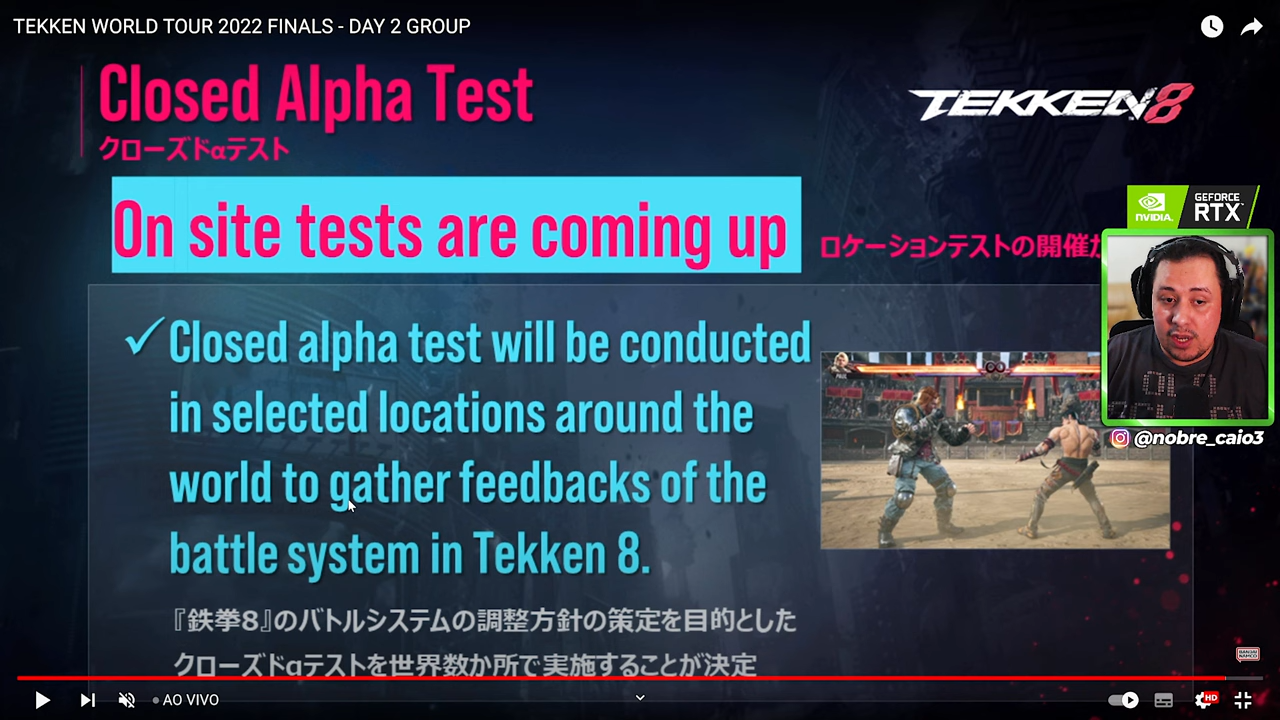 TEKKEN WORLD TOUR 2022 FINALS - DAY 2 GROUP
Closed Alpha Test
クローズドαテスト
TEKKEN 8
On site tests are coming up
ロケーションテストの開催
NVIDIA.
GEFORCE
RTX
✓ Closed alpha test will be conducted
in selected locations around the
world to gather feedbacks of the
battle system in Tekken 8.
『鉄拳8』のバトルシステムの調整方針の策定を目的とした
クローズドαテストを世界数か所で実施することが決定
PAUL
@nobre_caio3
BANDAI
NAMCO
AO VIVO
HD